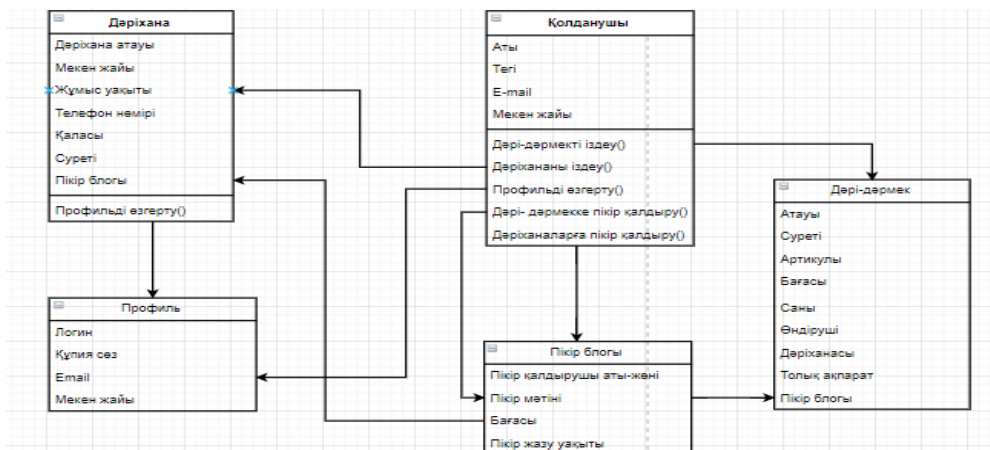 Дәріхана
Дәріхана атауы
Мекен жайы
Жұмыс уақыты
Телефон нөмірі
Қаласы
Суреті
Пікір блогы
Профильді өзгерту()
Қолданушы
Аты
Тегі
E-mail
Мекен жайы
Дәрі-дәрмекті іздеу()
Дәріхананы іздеу()
Профильді өзгерту()
Дәрі- дәрмекке пікір қалдыру()
Дәріханаларға пікір қалдыру()
Дәрі-дәрмек
Атауы
Суреті
Артикулы
Бағасы
Саны
Өндіруші
Дәріханасы
Толық ақпарат
Пікір блогы
Профиль
Логин
Құпия сөз
Email
Мекен жайы
Пікір блогы
Пікір қалдырушы аты-жөні
Пікір мәтіні
Бағасы
Пікір жазу уақыты